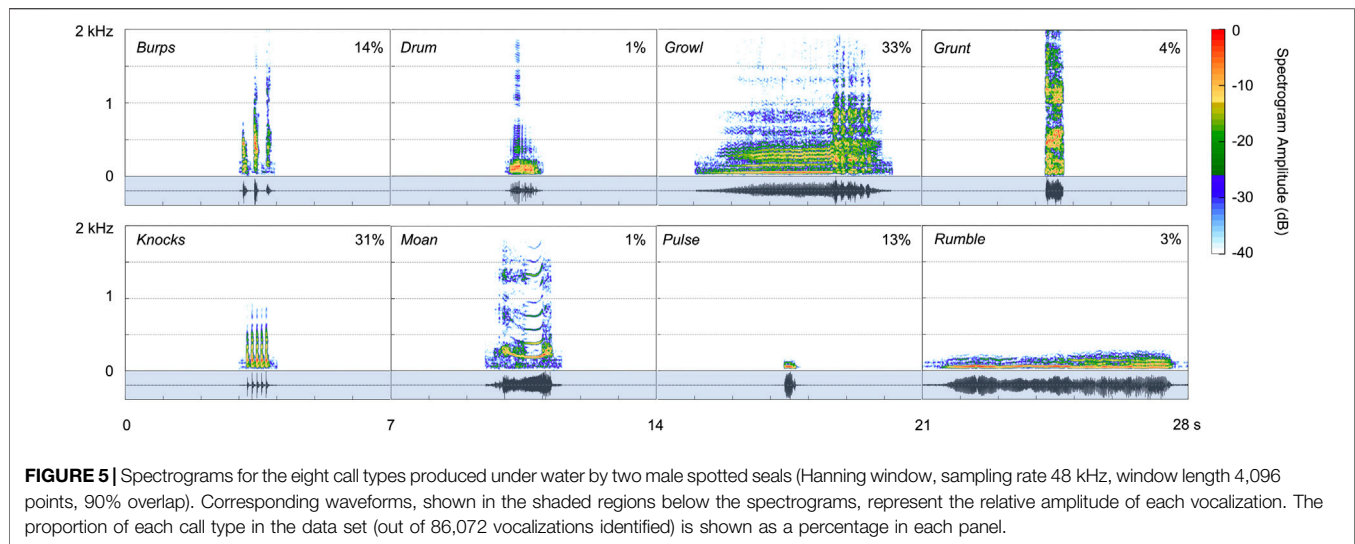 2 kHz Burps 14% Drum 1% Growl 33% Grunt 4%
1
0
0
-10
-20
-30
-40
Spectrogram Amplitude (dB)
2 kHz Knocks 31% Moan 1% Pulse 13% Rumble 3%
1
0
0 7 14 21 28 s
FIGURE 5 | Spectrograms for the eight call types produced under water by two male spotted seals (Hanning window, sampling rate 48 kHz, window length 4,096
points, 90% overlap). Corresponding waveforms, shown in the shaded regions below the spectrograms, represent the relative amplitude of each vocalization. The
proportion of each call type in the data set (out of 86,072 vocalizations identified) is shown as a percentage in each panel.